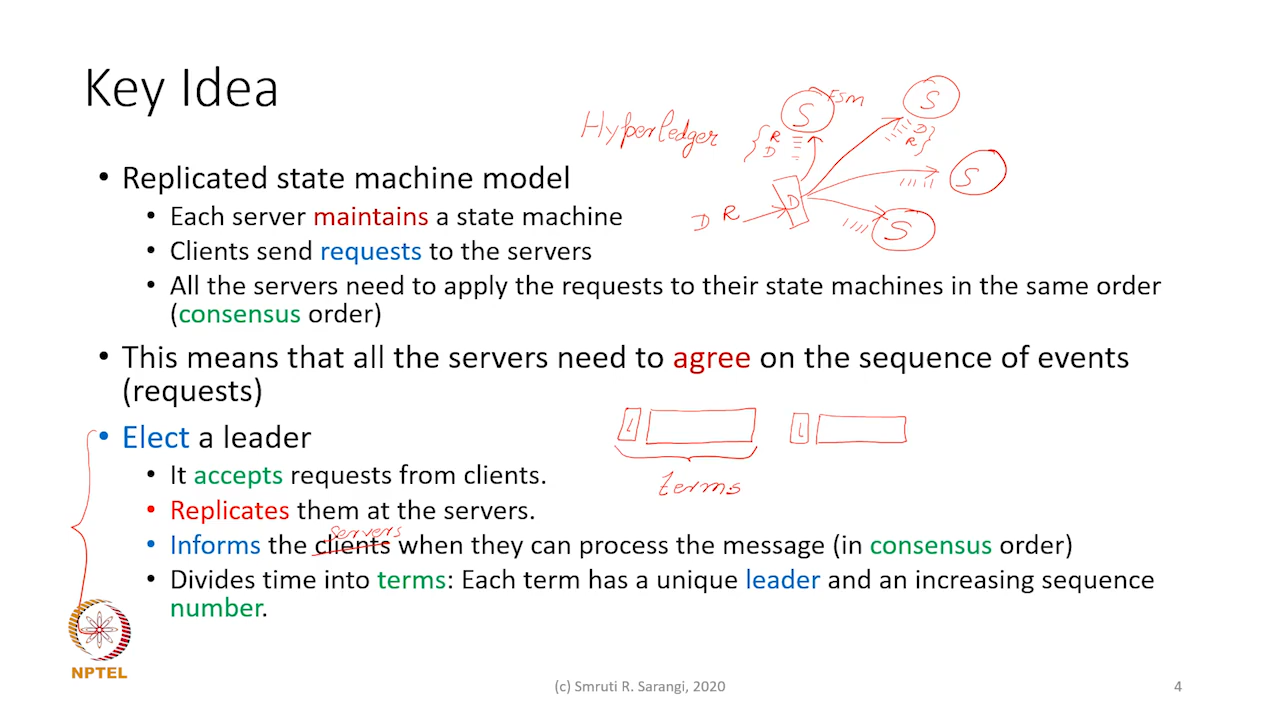 Key Idea
Hyperledger
FSM
S
S
S
S
R
D
D
R
D R
D
• Replicated state machine model
• Each server maintains a state machine
• Clients send requests to the servers
• All the servers need to apply the requests to their state machines in the same order
(consensus order)
• This means that all the servers need to agree on the sequence of events
(requests)
• Elect a leader
L
L
terms
• It accepts requests from clients.
• Replicates them at the servers.
servers
• Informs the clients when they can process the message (in consensus order)
• Divides time into terms: Each term has a unique leader and an increasing sequence
number.
NPTEL
(c) Smruti R. Sarangi, 2020
4